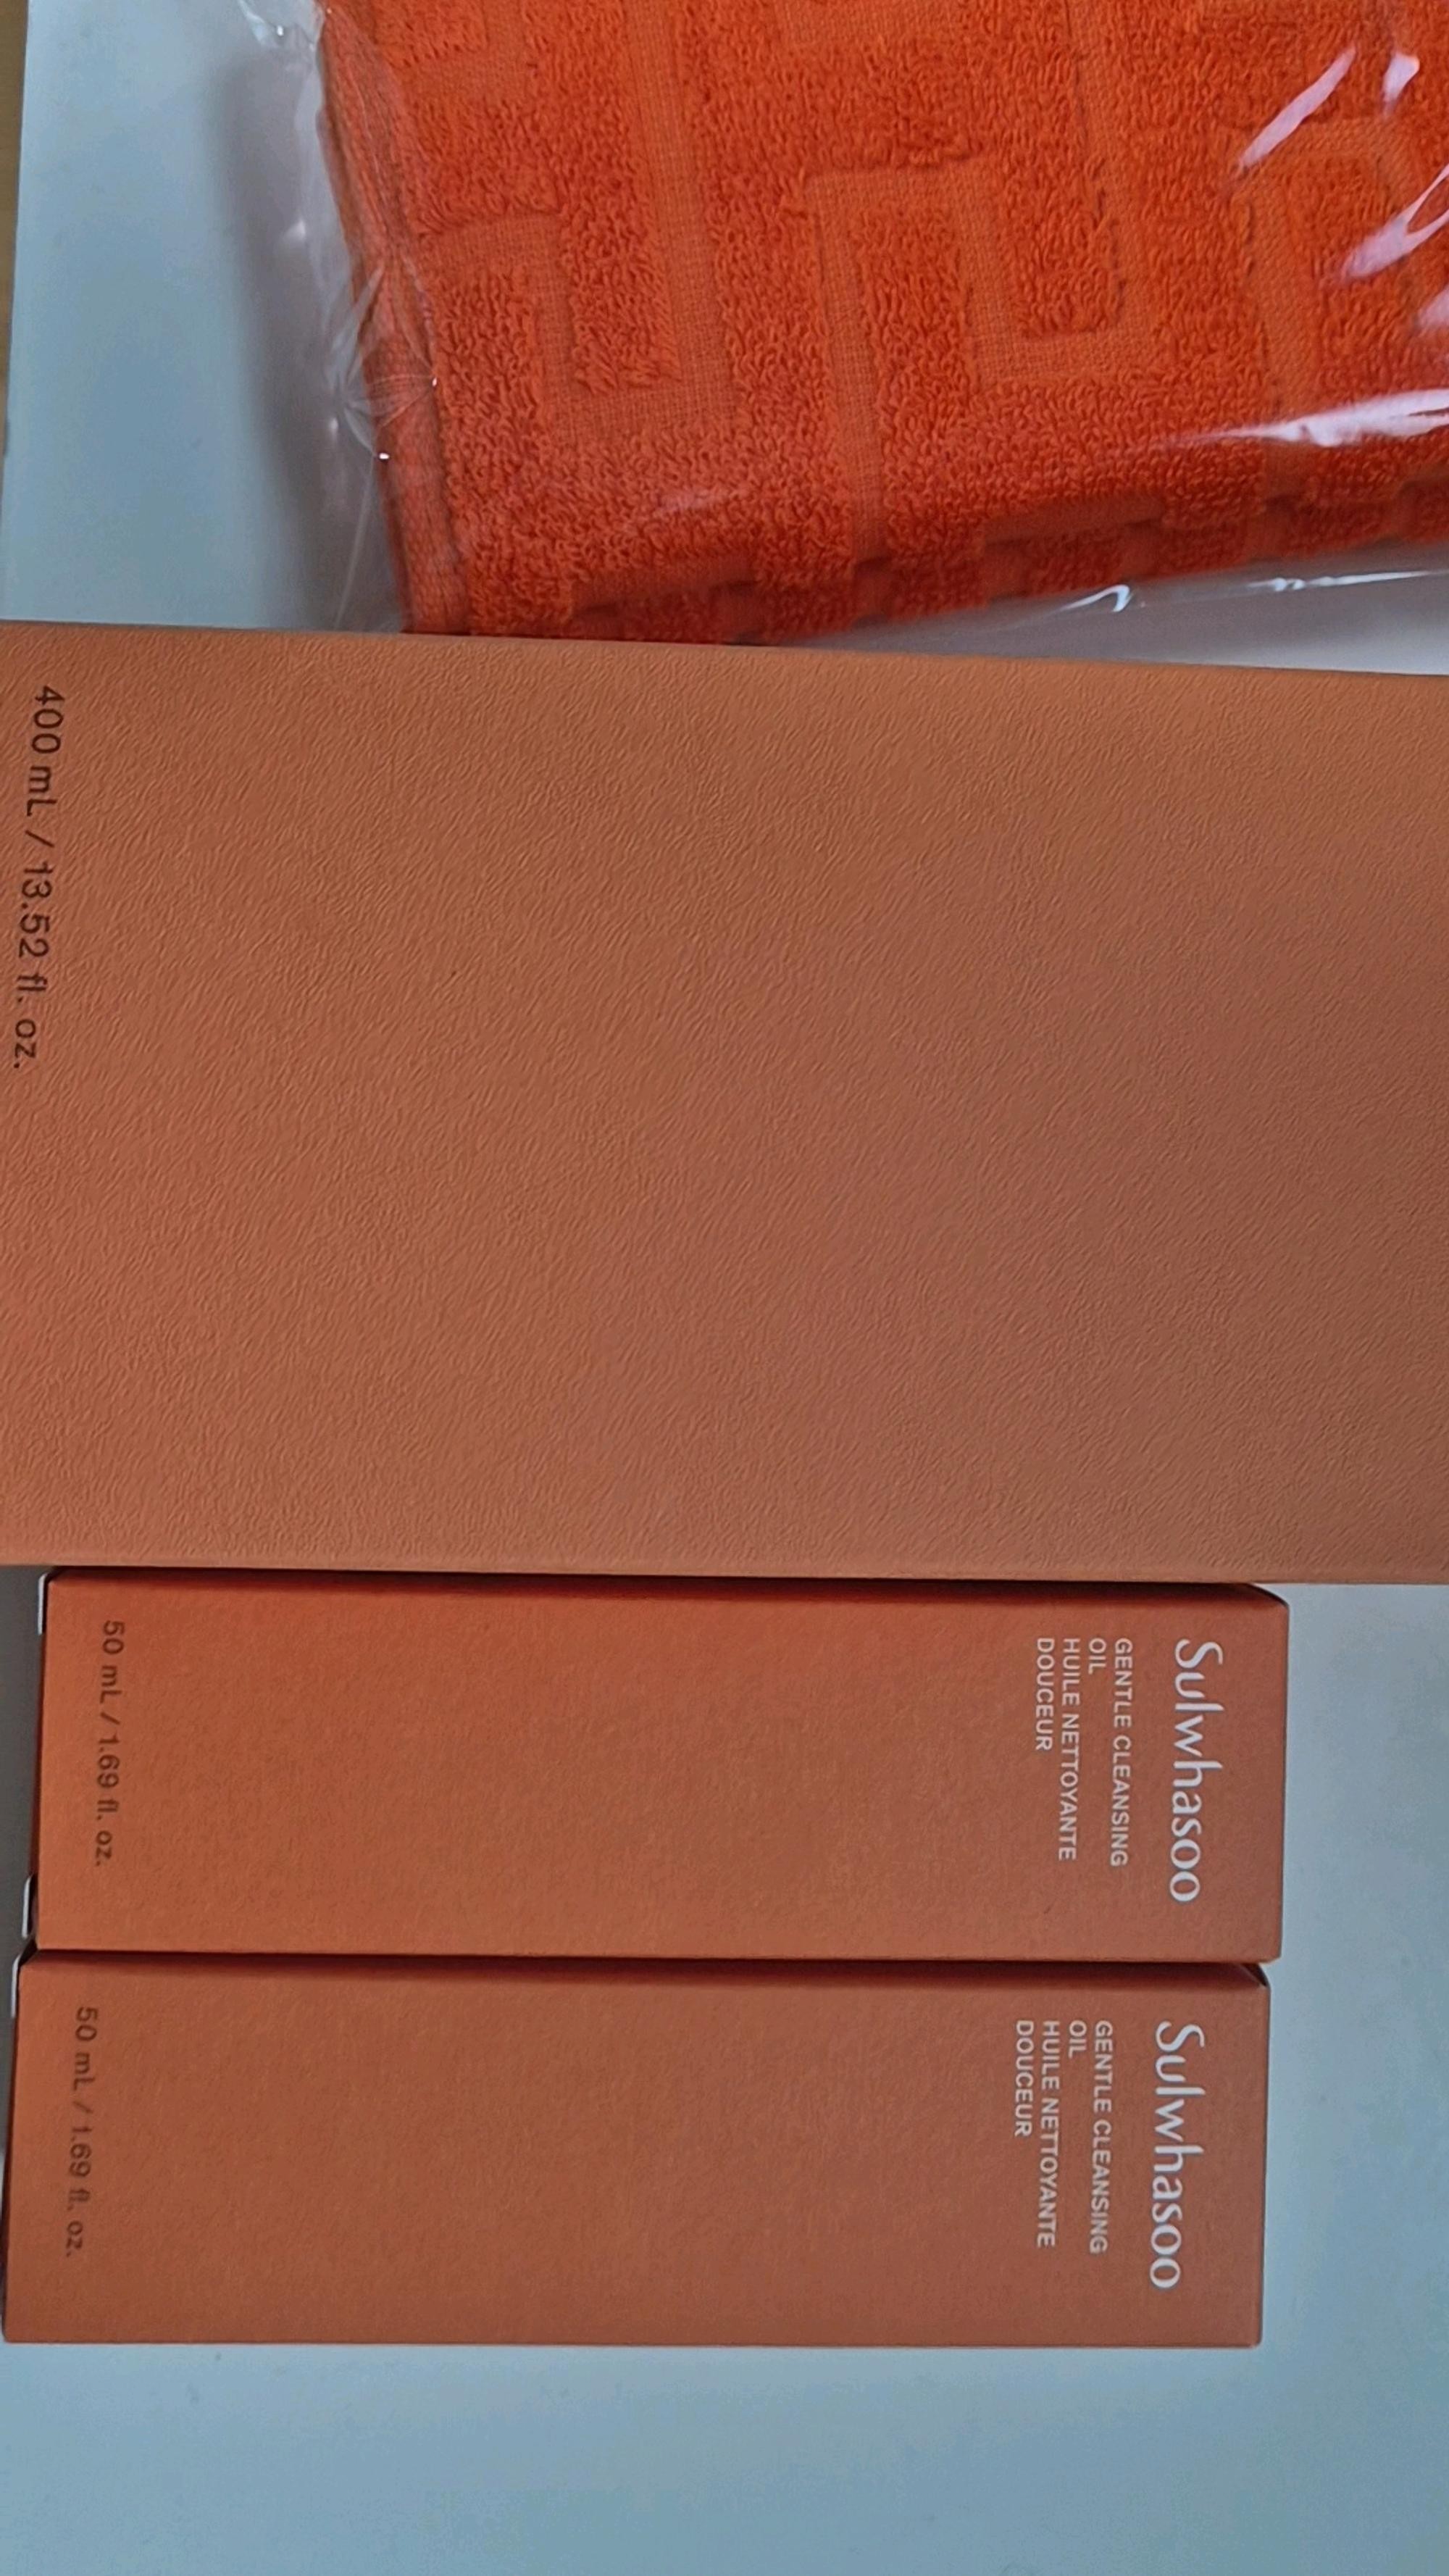 400 mL / 13.52 fl. oz.
Sulwhasoo
GENTLE CLEANSING
OIL
HUILE NETTOYANTE
DOUCEUR
50 mL / 1.69 fl. oz.
Sulwhasoo
GENTLE CLEANSING
OIL
HUILE NETTOYANTE
DOUCEUR
50 mL / 1.69 fl. oz.